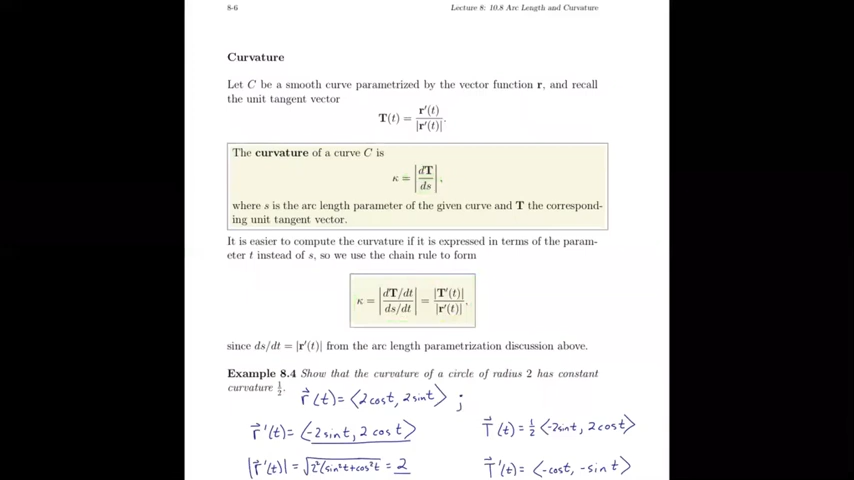 8-6 Lecture 8: 10.8 Arc Length and Curvature
Curvature
Let C be a smooth curve parametrized by the vector function r, and recall
the unit tangent vector
T(t) = r′(t) / |r′(t)|.
The curvature of a curve C is
κ = |dT/ds|,
where s is the arc length parameter of the given curve and T the correspond-
ing unit tangent vector.
It is easier to compute the curvature if it is expressed in terms of the param-
eter t instead of s, so we use the chain rule to form
κ = |dT/dt / ds/dt| = |T′(t)| / |r′(t)|,
since ds/dt = |r′(t)| from the arc length parametrization discussion above.
Example 8.4 Show that the curvature of a circle of radius 2 has constant
curvature 1/2.
r⃗(t) = ⟨2cost, 2sint⟩ ;
r⃗′(t) = ⟨-2sint, 2cost⟩
T⃗(t) = 1/2 ⟨-2sint, 2cost⟩
|r⃗′(t)| = √2²(sin²t+cos²t = 2
T⃗′(t) = ⟨-cost, -sint⟩